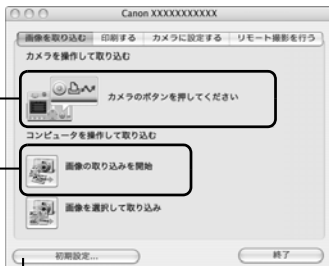 Canon XXXXXXXXXXX
画像を取り込む 印刷する カメラに設定する リモート撮影を行う
カメラを操作して取り込む
カメラのボタンを押してください
コンピュータを操作して取り込む
画像の取り込みを開始
画像を選択して取り込み
初期設定... 終了